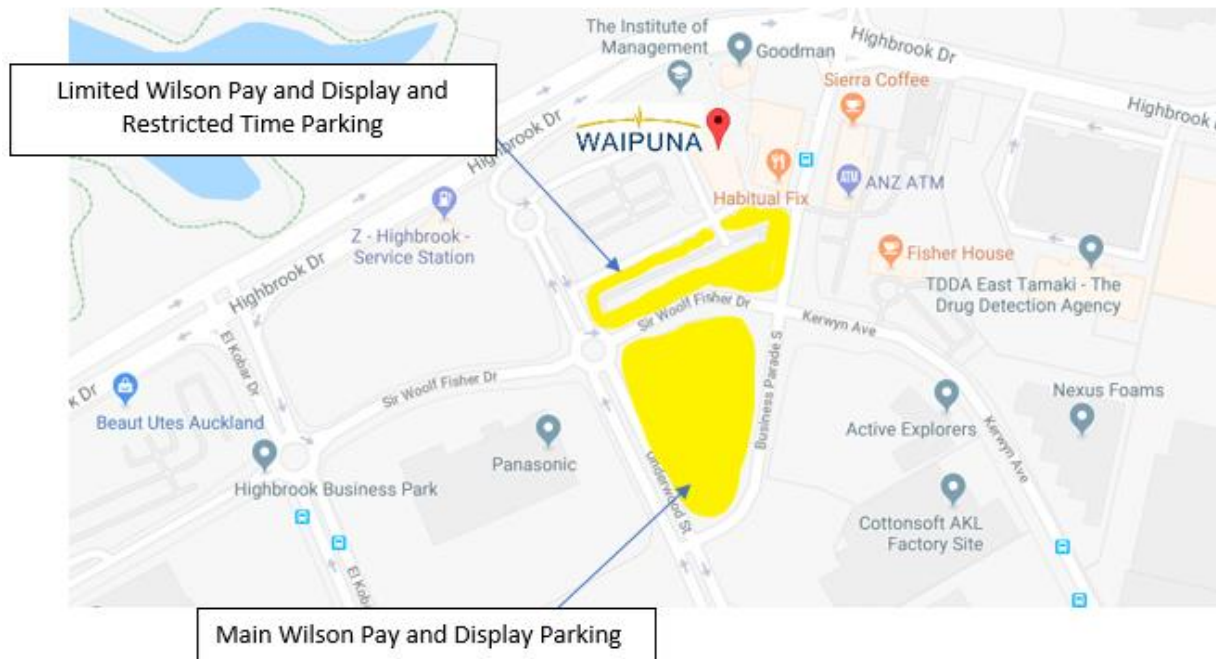 The Institute of
Management
Goodman
Highbrook Dr
Sierra Coffee
Highbrook Dr
Limited Wilson Pay and Display and
Restricted Time Parking
Highbrook Dr
WAIPUNA
ATM
ANZ ATM
Habitual Fix
Z - Highbrook -
Service Station
Fisher House
TDDA East Tamaki - The
Drug Detection Agency
Highbrook Dr
Sir Woolf Fisher Dr
Kerwyn Ave
El Kobar Dr
k Dr
Sir Woolf Fisher Dr
Business Parade S
Beaut Utes Auckland
Nexus Foams
Active Explorers
Kerwyn Ave
Panasonic
Highbrook Business Park
Underwood St
Cottonsoft AKL
Factory Site
El Kobar
Main Wilson Pay and Display Parking